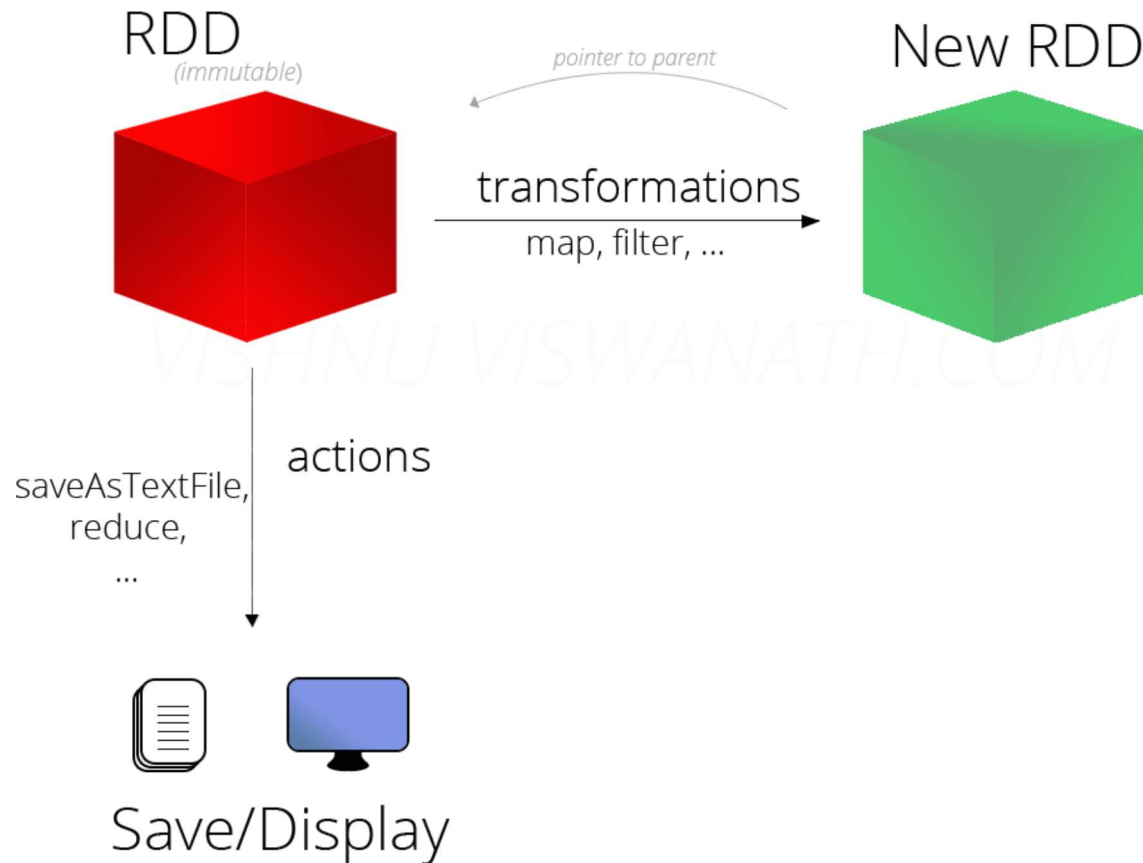 RDD
(immutable)
pointer to parent
New RDD
transformations
map, filter, ...
VISHNU VISWANATH.COM
actions
saveAsTextFile,
reduce,
...
Save/Display